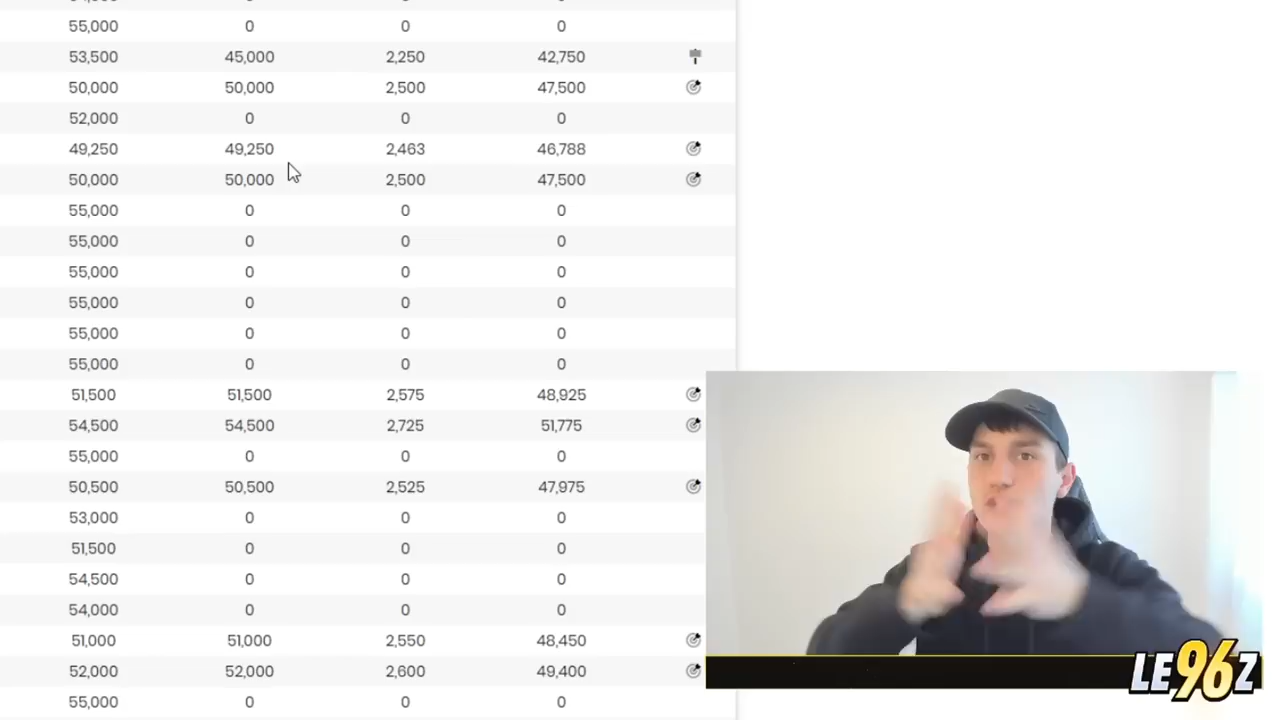 55,000 0 0 0
53,500 45,000 2,250 42,750
50,000 50,000 2,500 47,500
52,000 0 0 0
49,250 49,250 2,463 46,788
50,000 50,000 2,500 47,500
55,000 0 0 0
55,000 0 0 0
55,000 0 0 0
55,000 0 0 0
55,000 0 0 0
55,000 0 0 0
51,500 51,500 2,575 48,925
54,500 54,500 2,725 51,775
55,000 0 0 0
50,500 50,500 2,525 47,975
53,000 0 0 0
51,500 0 0 0
54,500 0 0 0
54,000 0 0 0
51,000 51,000 2,550 48,450
52,000 52,000 2,600 49,400
55,000 0 0 0
LE96Z